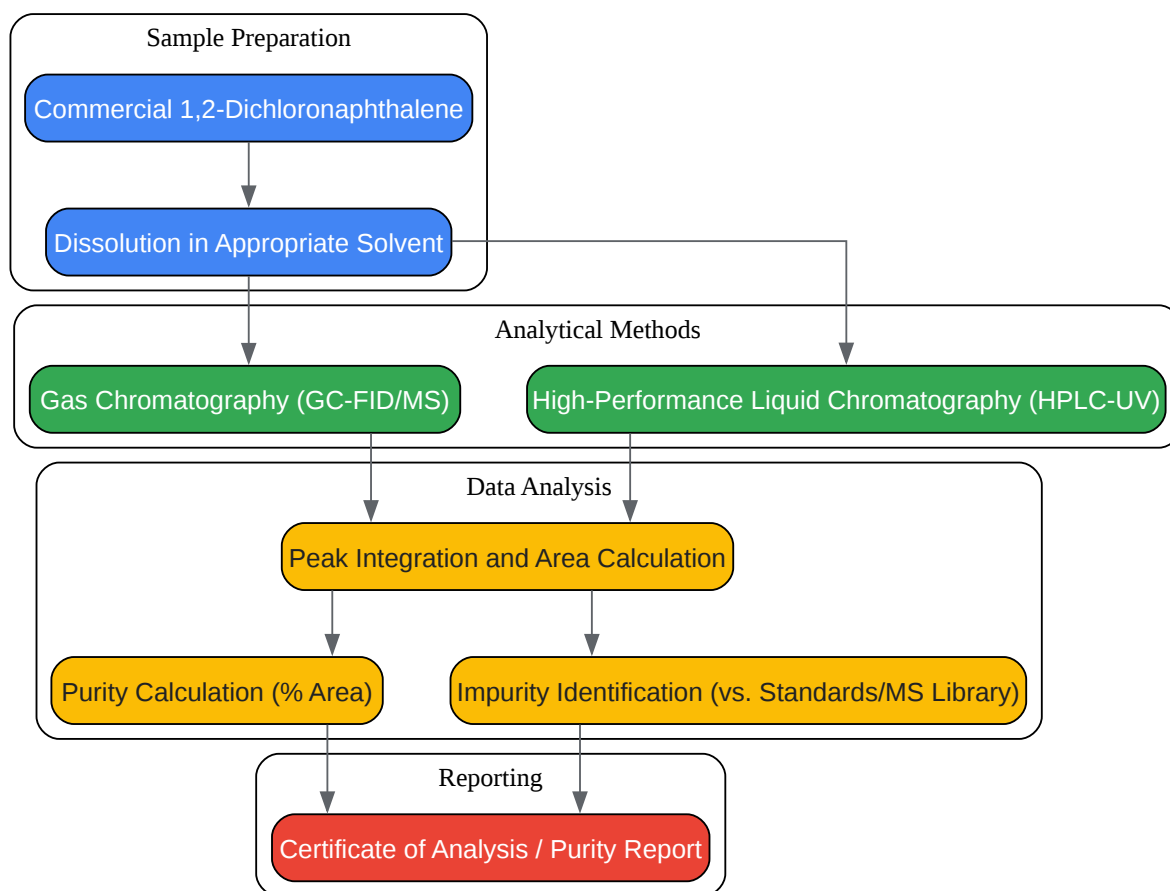 Sample Preparation
Commercial 1,2-Dichloronaphthalene
Dissolution in Appropriate Solvent
Analytical Methods
Gas Chromatography (GC-FID/MS)
High-Performance Liquid Chromatography (HPLC-UV)
Data Analysis
Peak Integration and Area Calculation
Purity Calculation (% Area)
Impurity Identification (vs. Standards/MS Library)
Reporting
Certificate of Analysis / Purity Report